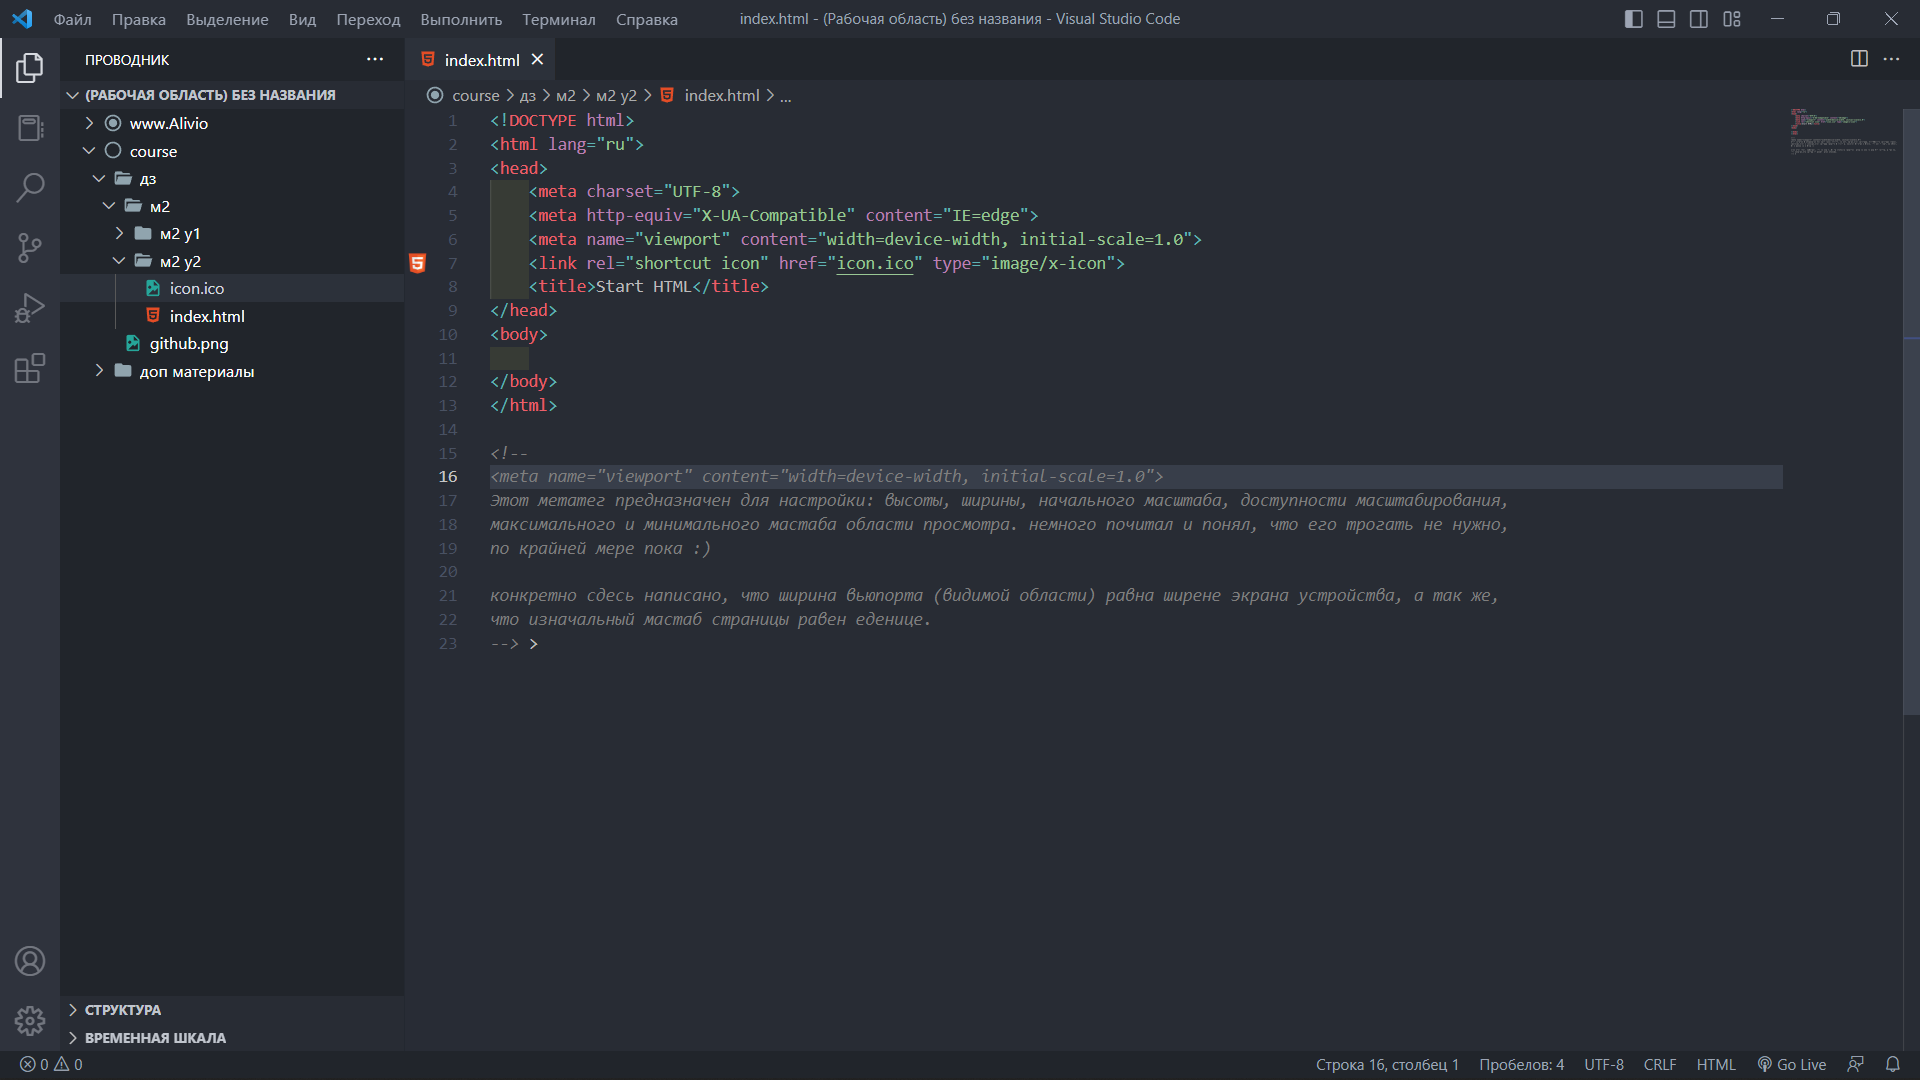 Файл Правка Выделение Вид Переход Выполнить Терминал Справка
index.html - (Рабочая область) без названия - Visual Studio Code
ПРОВОДНИК
(РАБОЧАЯ ОБЛАСТЬ) БЕЗ НАЗВАНИЯ
www.Alivio
course
дз
м2
м2 у1
м2 у2
icon.ico
index.html
github.png
доп материалы
СТРУКТУРА
ВРЕМЕННАЯ ШКАЛА
index.html
course > дз > м2 > м2 у2 > index.html > ...
1 <!DOCTYPE html>
2 <html lang="ru">
3 <head>
4 <meta charset="UTF-8">
5 <meta http-equiv="X-UA-Compatible" content="IE=edge">
6 <meta name="viewport" content="width=device-width, initial-scale=1.0">
7 <link rel="shortcut icon" href="icon.ico" type="image/x-icon">
8 <title>Start HTML</title>
9 </head>
10 <body>
11
12 </body>
13 </html>
14
15 <!--
16 <meta name="viewport" content="width=device-width, initial-scale=1.0">
17 Этот метатег предназначен для настройки: высоты, ширины, начального масштаба, доступности масштабирования,
18 максимального и минимального мастаба области просмотра. немного почитал и понял, что его трогать не нужно,
19 по крайней мере пока :)
20
21 конкретно сдесь написано, что ширина вьюпорта (видимой области) равна ширене экрана устройства, а так же,
22 что изначальный мастаб страницы равен еденице.
23 --> >
0 0
Строка 16, столбец 1 Пробелов: 4 UTF-8 CRLF HTML Go Live